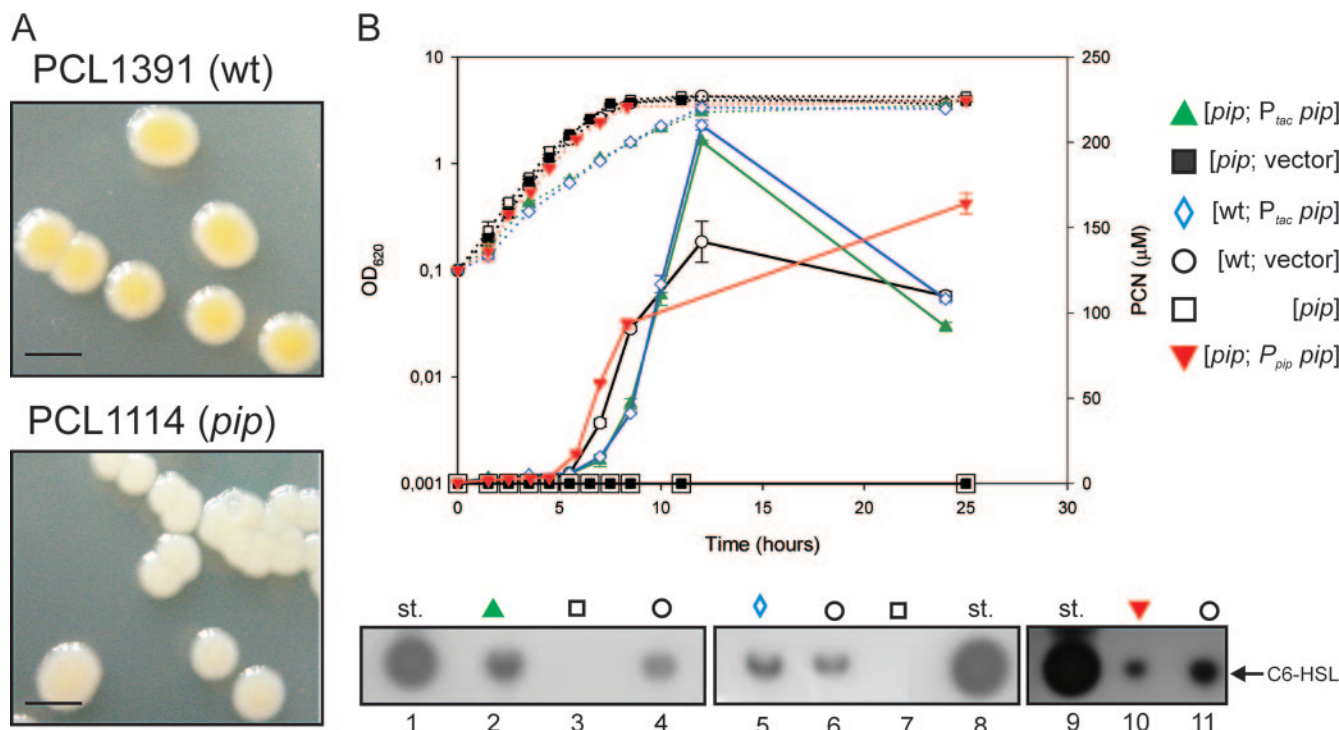 A
PCL1391 (wt)
PCL1114 (pip)
B
10
1
0,1
0,01
0,001
OD620
250
200
150
100
50
0
PCN (µM)
0 5 10 15 20 25 30
Time (hours)
[pip; Ptac pip]
[pip; vector]
[wt; Ptac pip]
[wt; vector]
[pip]
[pip; Ppip pip]
st. st. st.
C6-HSL
1 2 3 4 5 6 7 8 9 10 11